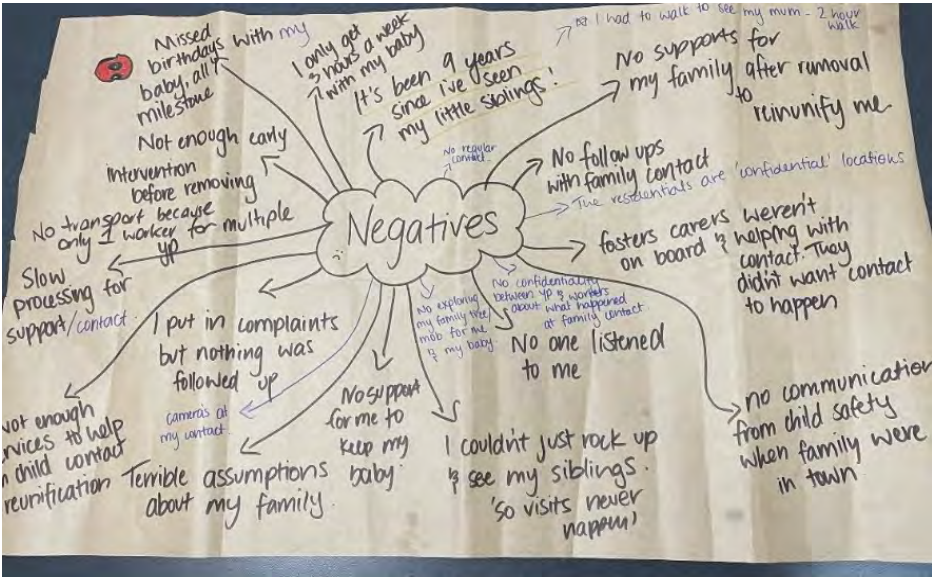 Missed
birthdays with my
baby, all
milestone
I only get
3 hours a week
with my baby
It's been 9 years
since i've seen
my little siblings!
I had to walk to see my mum - 2 hour
walk
No supports for
my family after rumoval
to
reinunify me
Not enough early
intervention
before removing
No regular
contact.
No follow ups
with family contact
The residentials are 'confidential' locations
No transport because
only 1 worker for multiple
yp
Negatives
fosters carers weren't
on board & helping with
contact. They
didn't want contact
to happen
Slow
processing for
support/contact
I put in complaints
but nothing was
followed up
No exploring
my family tree
mob for me
& my baby.
No confidentiality
between yp & workers
about what happened
at family contact.
No one listened
to me
not enough
rvices to help
child contact
reunification
camera's at
my contact
Terrible assumptions
about my family.
No support
for me to
keep my
baby.
I couldn't just rock up
& see my siblings.
'so visits never
happen'
no communication
from child safety
when family were
in town